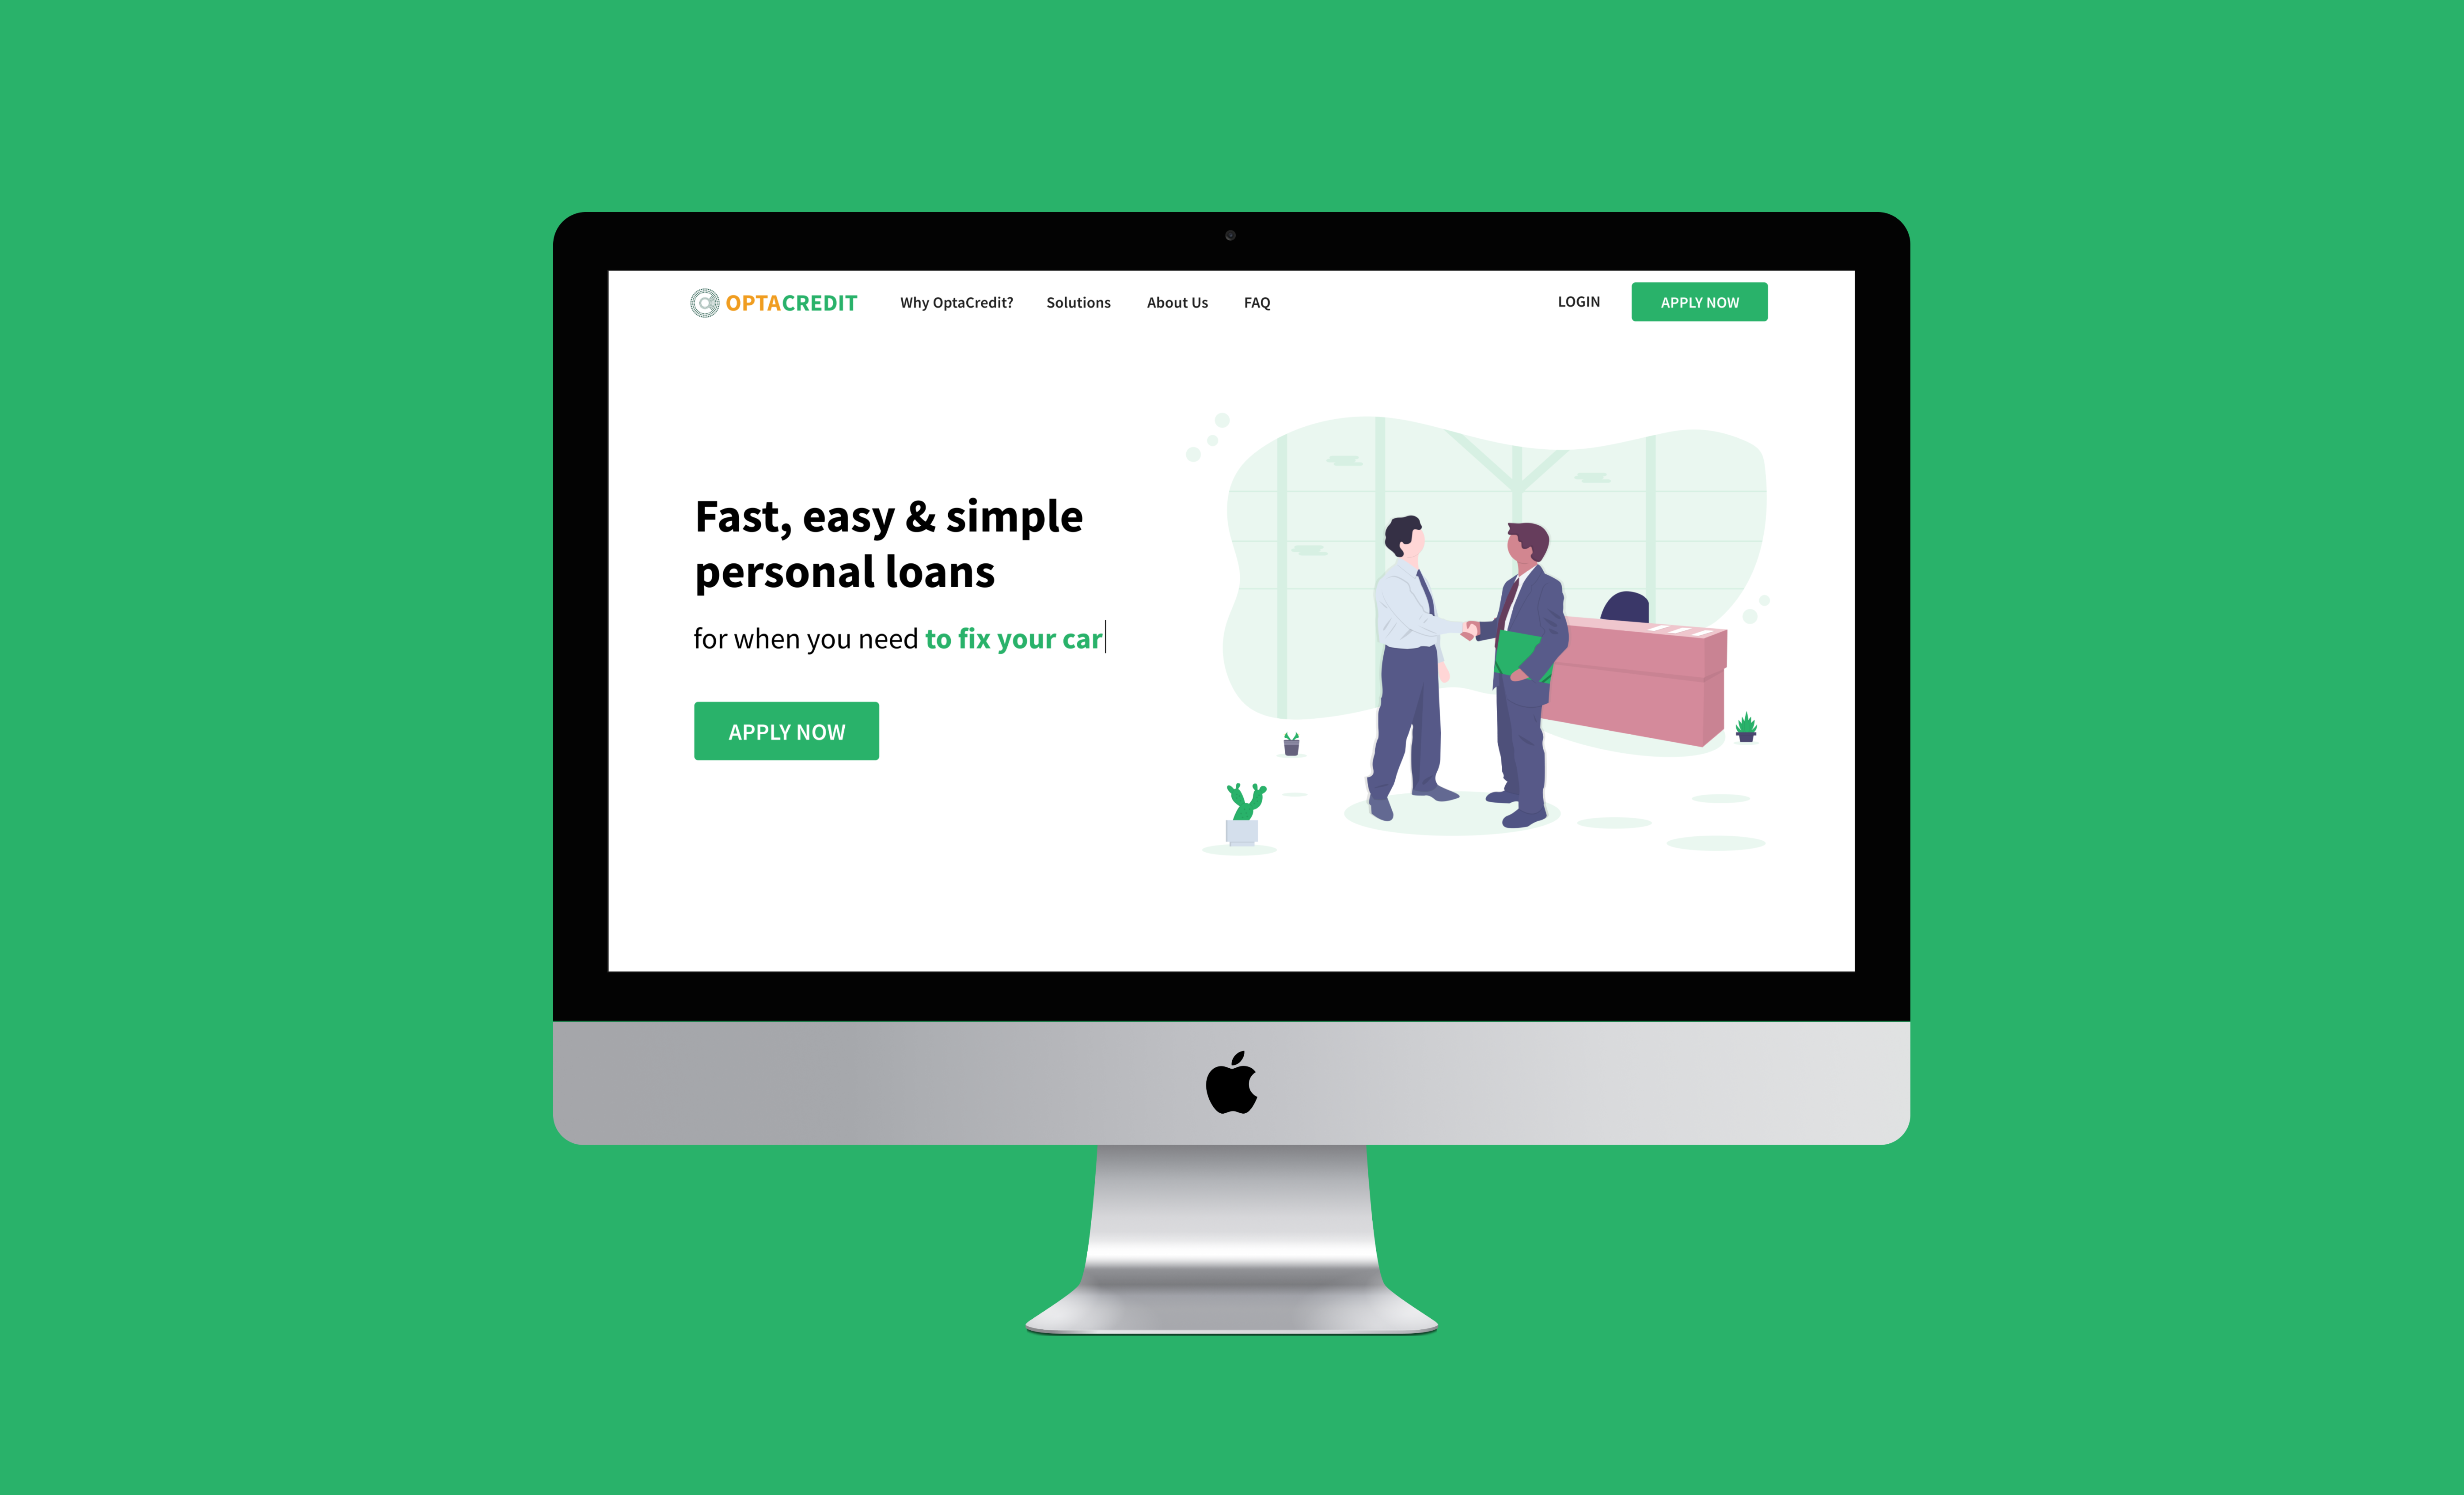 OPTACREDIT
Why OptaCredit?
Solutions
About Us
FAQ
LOGIN
APPLY NOW
Fast, easy & simple
personal loans
for when you need to fix your car
APPLY NOW